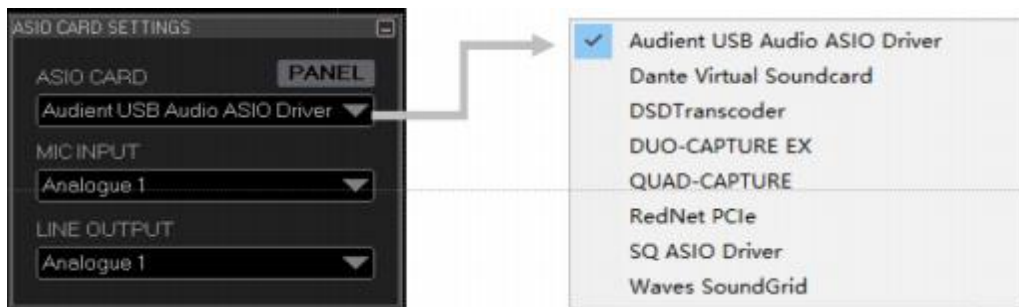 ASIO CARD SETTINGS
ASIO CARD PANEL
Audient USB Audio ASIO Driver
MIC INPUT
Analogue 1
LINE OUTPUT
Analogue 1
Audient USB Audio ASIO Driver
Dante Virtual Soundcard
DSDTranscoder
DUO-CAPTURE EX
QUAD-CAPTURE
RedNet PCIe
SQ ASIO Driver
Waves SoundGrid